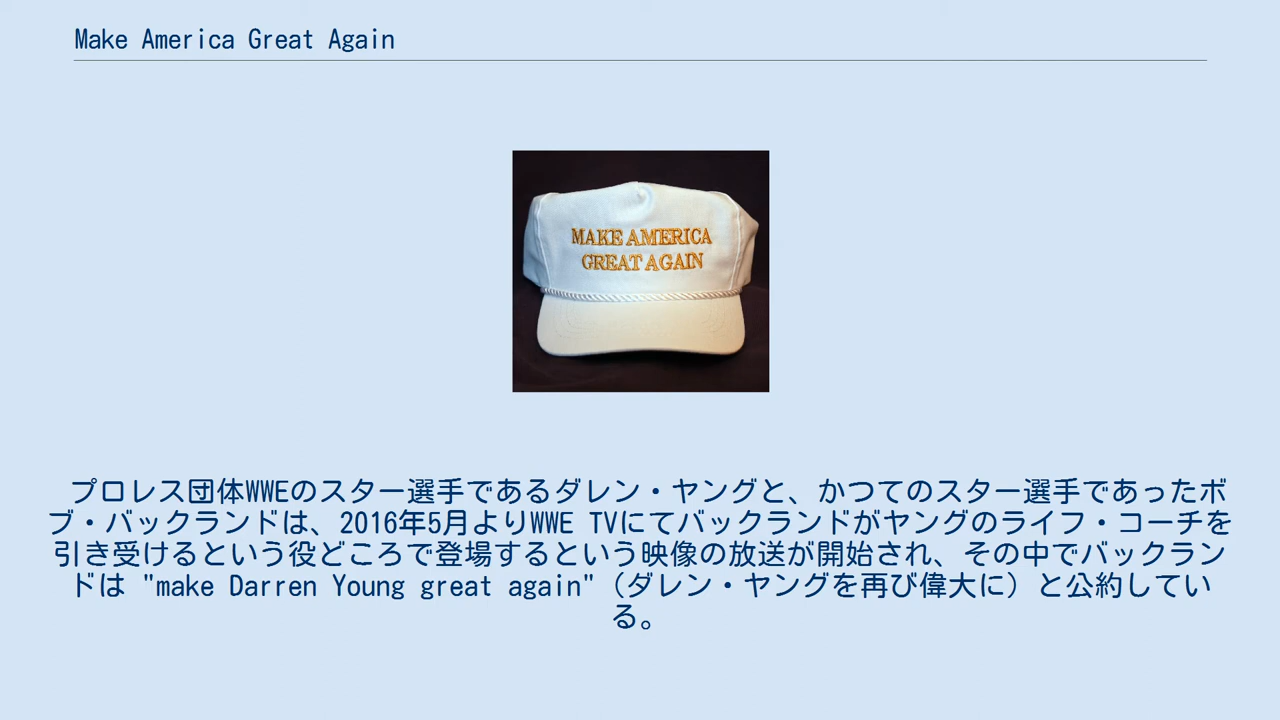 Make America Great Again
MAKE AMERICA
GREAT AGAIN
プロレス団体WWEのスター選手であるダレン・ヤングと、かつてのスター選手であったボ
ブ・バックランドは、2016年5月よりWWE TVにてバックランドがヤングのライフ・コーチを
引き受けるという役どころで登場するという映像の放送が開始され、その中でバックラン
ドは "make Darren Young great again"（ダレン・ヤングを再び偉大に）と公約してい
る。